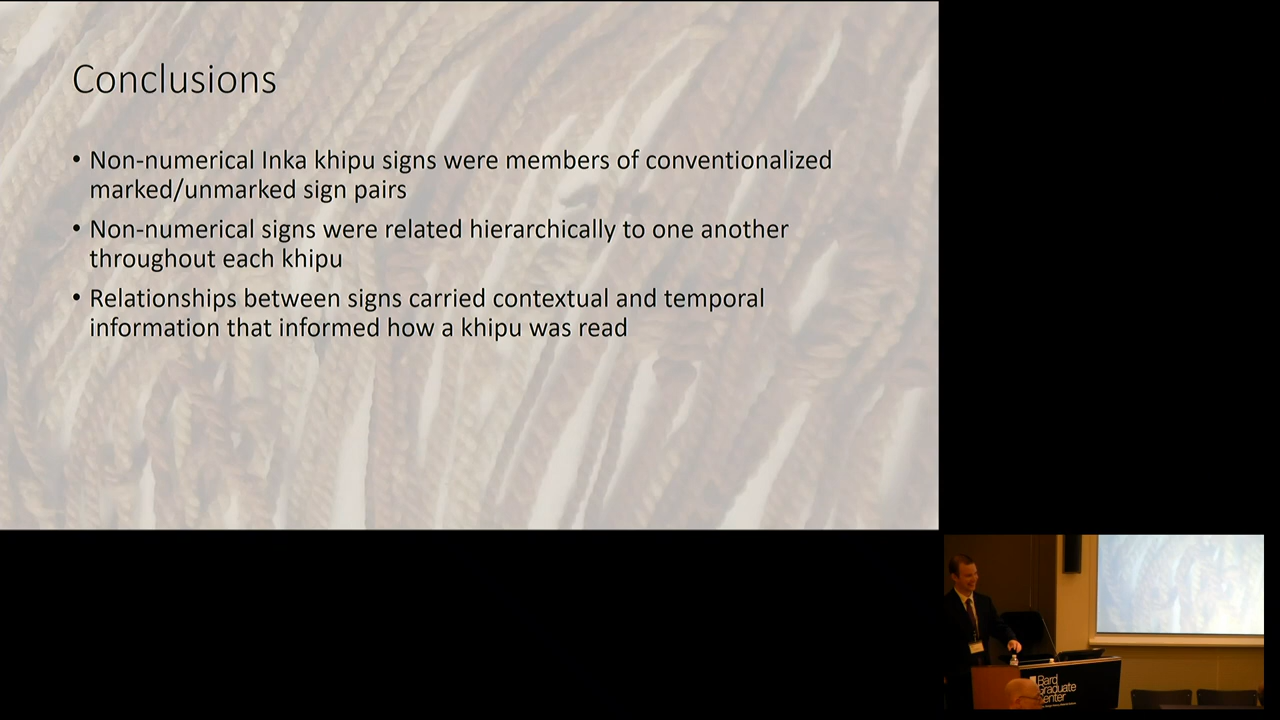 Conclusions
• Non-numerical Inka khipu signs were members of conventionalized
marked/unmarked sign pairs
• Non-numerical signs were related hierarchically to one another
throughout each khipu
• Relationships between signs carried contextual and temporal
information that informed how a khipu was read
Bard
Graduate
Center